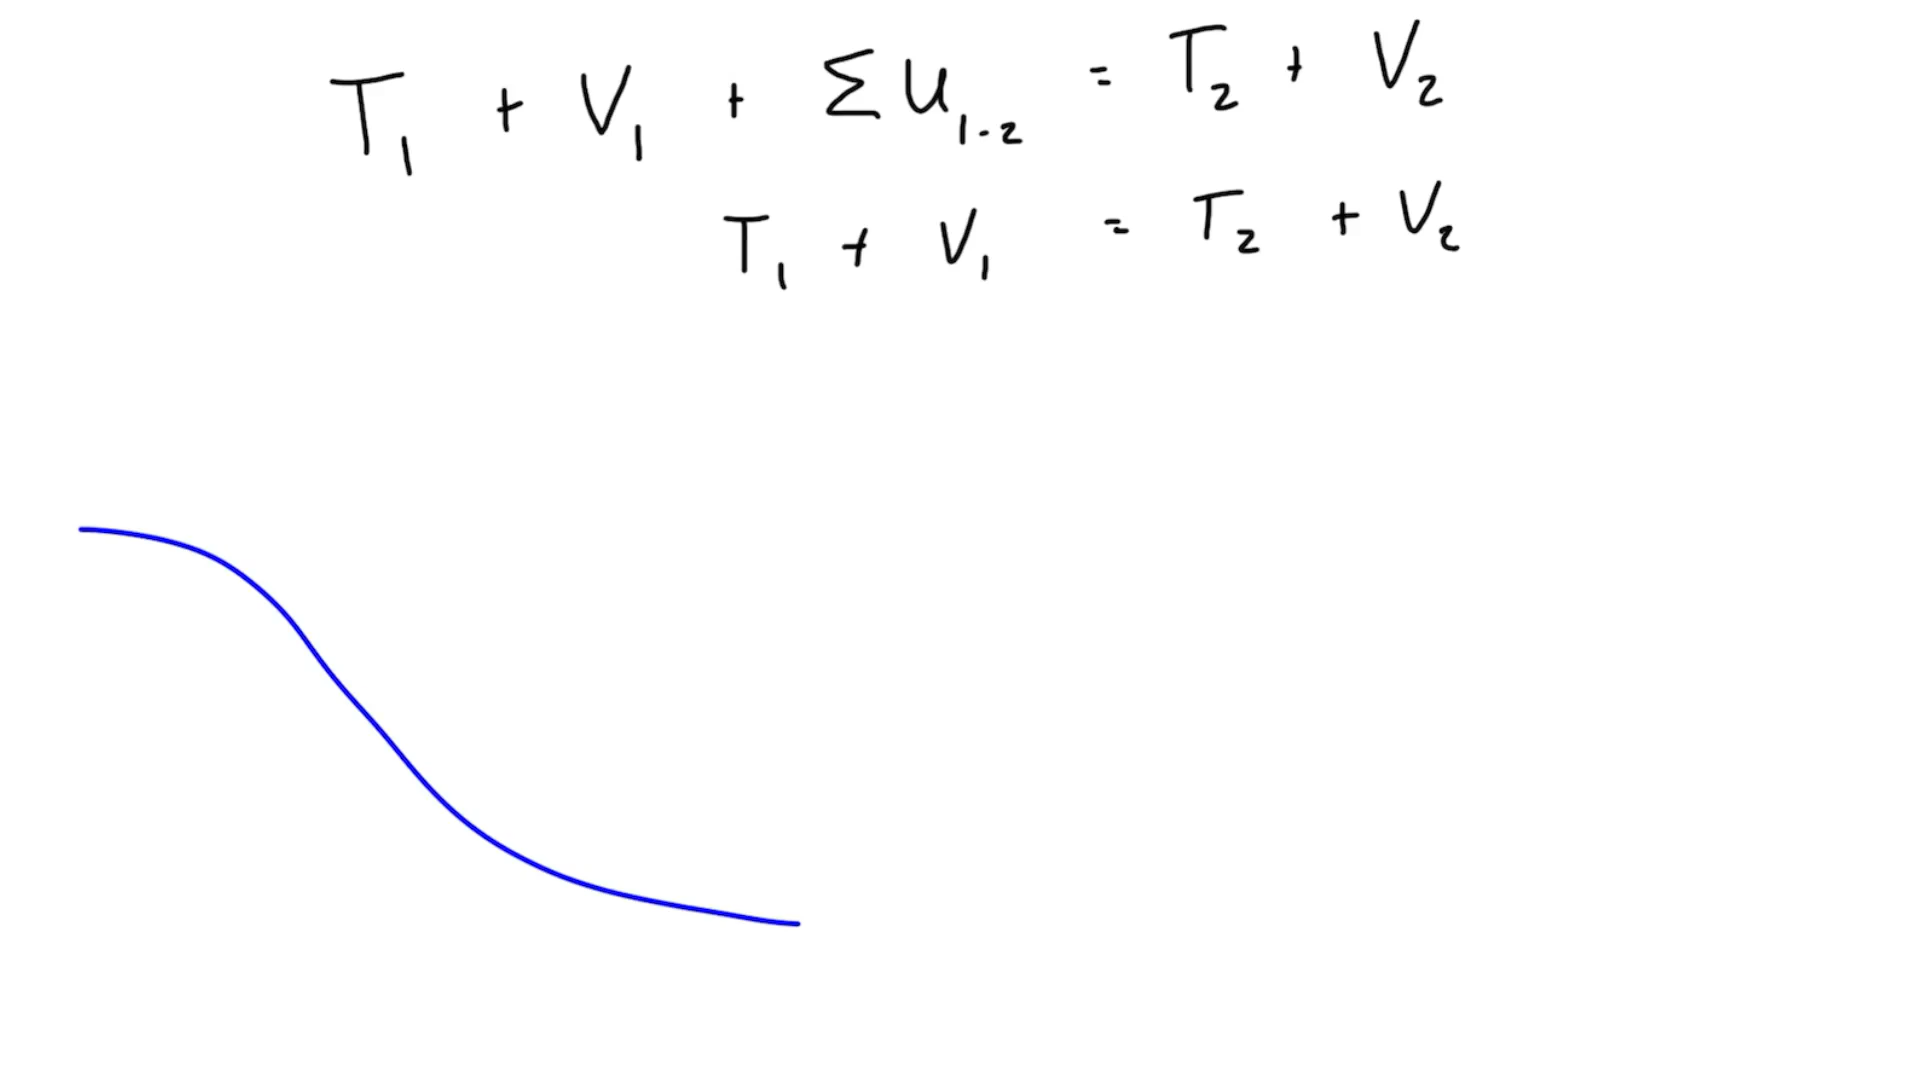 T₁ + V₁ + ΣU₁₋₂ = T₂ + V₂
T₁ + V₁ = T₂ + V₂